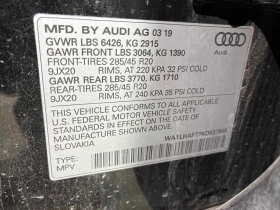 MFD. BY AUDI AG 03 19
GVWR LBS 6426, KG 2915
GAWR FRONT LBS 3064, KG 1390
FRONT-TIRES 285/45 R20
9JX20 RIMS, AT 220 KPA 32 PSI COLD
GAWR REAR LBS 3770, KG 1710
REAR-TIRES 285/45 R20
9JX20 RIMS, AT 240 KPA 35 PSI COLD
THIS VEHICLE CONFORMS TO ALL APPLICABLE
U.S. FEDERAL MOTOR VEHICLE SAFETY
STANDARDS IN EFFECT ON THE DATE OF
MANUFACTURE SHOWN ABOVE.
SLOVAKIA
TYPE:
MPV
Audi